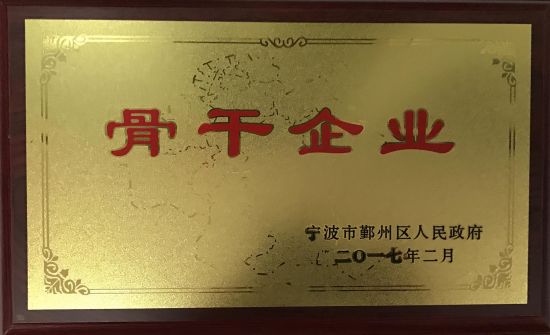 骨干企业
宁波市鄞州区人民政府
二〇一七年二月